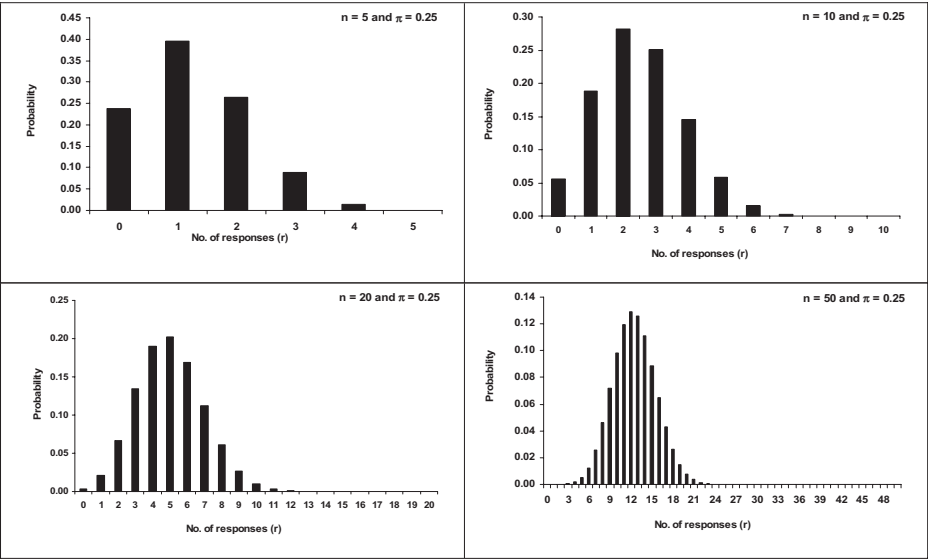 n = 5 and π = 0.25
0.45
0.40
0.35
0.30
0.25
0.20
0.15
0.10
0.05
0.00
Probability
0 1 2 3 4 5
No. of responses (r)
n = 10 and π = 0.25
0.30
0.25
0.20
0.15
0.10
0.05
0.00
Probability
0 1 2 3 4 5 6 7 8 9 10
No. of responses (r)
n = 20 and π = 0.25
0.25
0.20
0.15
0.10
0.05
0.00
Probability
0 1 2 3 4 5 6 7 8 9 10 11 12 13 14 15 16 17 18 19 20
No. of responses (r)
n = 50 and π = 0.25
0.14
0.12
0.10
0.08
0.06
0.04
0.02
0.00
Probability
0 3 6 9 12 15 18 21 24 27 30 33 36 39 42 45 48
No. of responses (r)